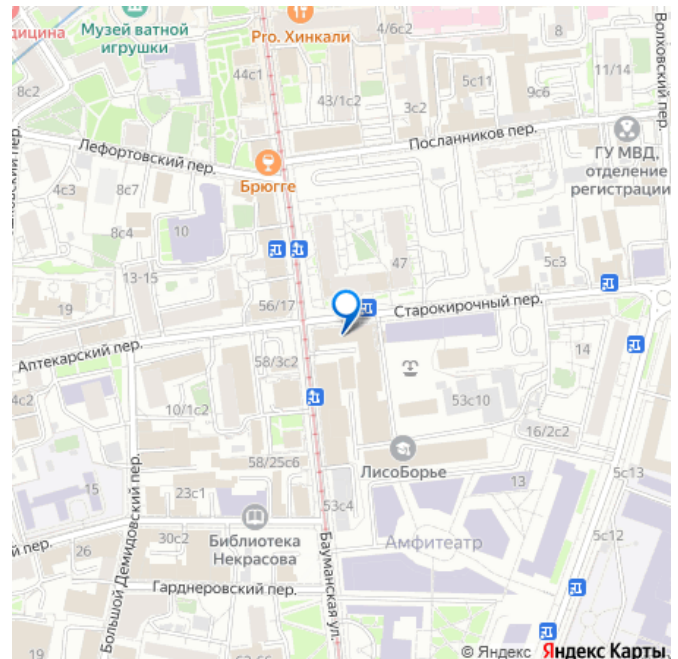 дицина
Музей ватной
игрушки
Pro. Хинкали
4/6с2
8
11/14
Волховский пер.
8с2
44с1
43/1с2
5с11
9с6
3с2
Лефортовский пер.
Посланников пер.
ГУ МВД,
отделение
регистрации
Брюгге
4с3
8с7
10
8с4
47
5с3
13-15
19
56/17
Старокирочный пер.
Аптекарский пер.
58/3с2
14
4с2
10/1с2
53с10
16/2с2
58/25с6
ЛисоБорье
5с13
15
23с1
53с4
13
Большой Демидовский пер.
Библиотека
Некрасова
Бауманская ул.
Амфитеатр
5с12
й пер.
26
30с2
Гарднеровский пер.
19
© Яндекс Яндекс Карты